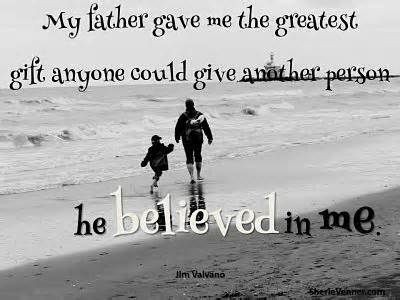 My father gave me the greatest
gift anyone could give another person
he believed in me.
Jim Valvano
SherieVenner.com